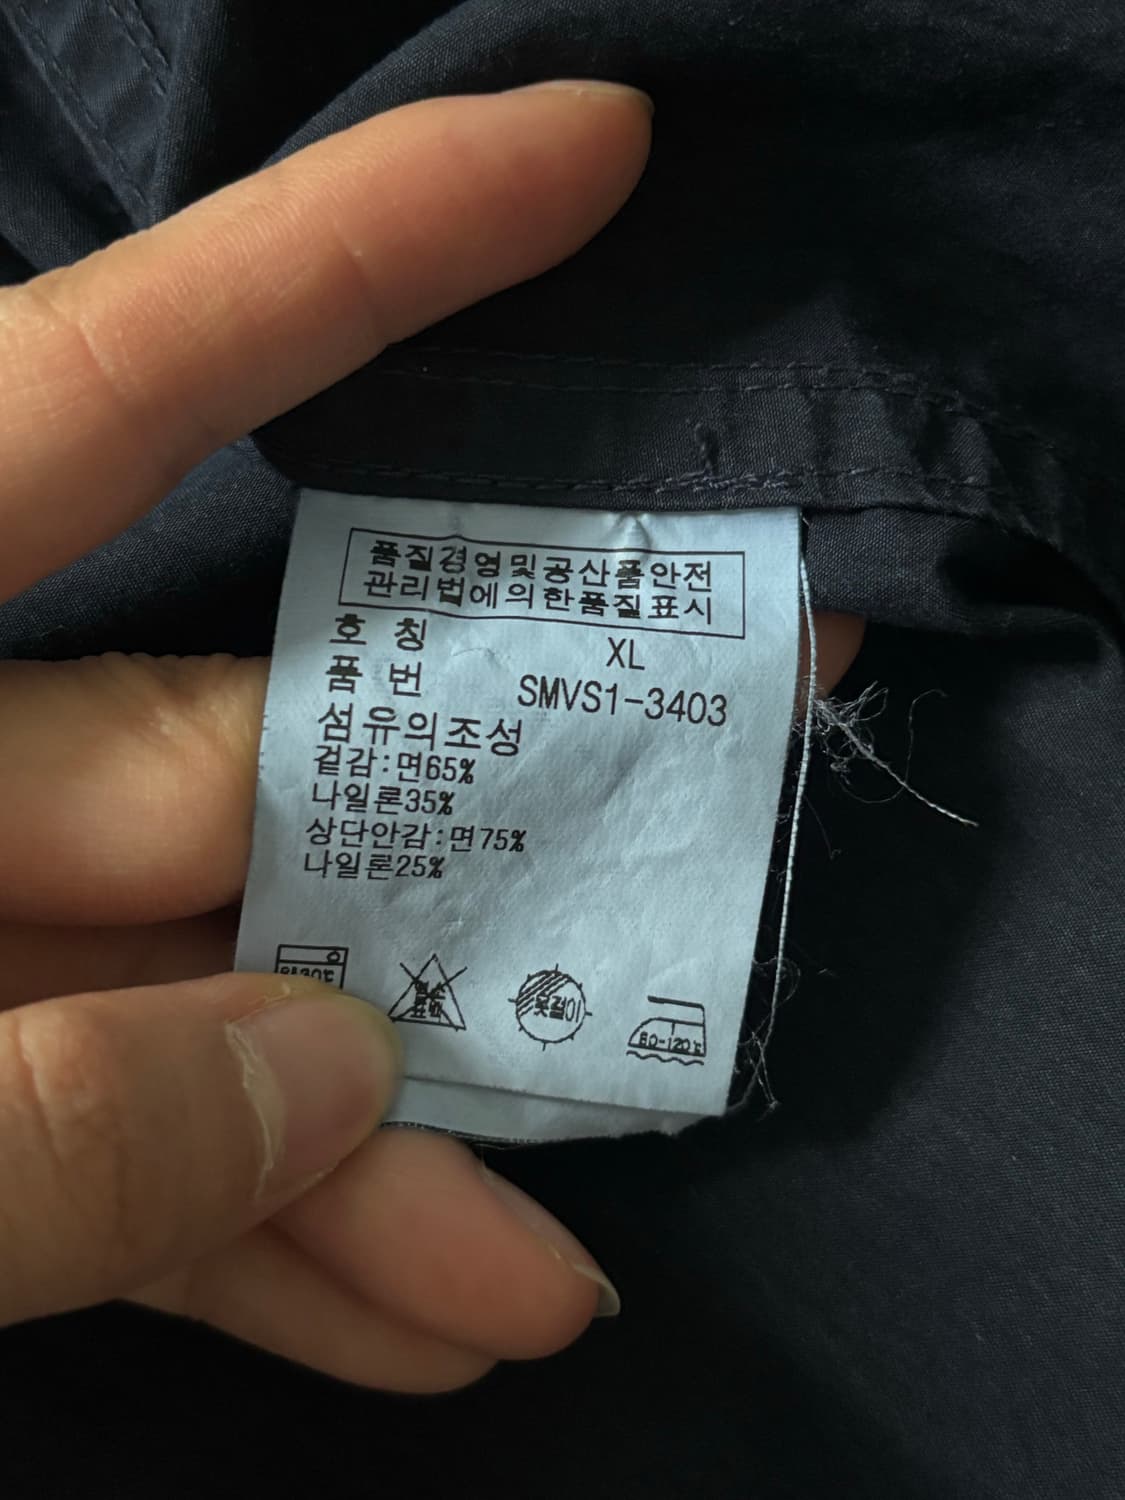 품질경영및공산품안전
관리법에의한품질표시
호 칭 XL
품 번 SMVS1-3403
섬유의조성
겉감:면65%
나일론35%
상단안감:면75%
나일론25%
옷걸이
80-120℃